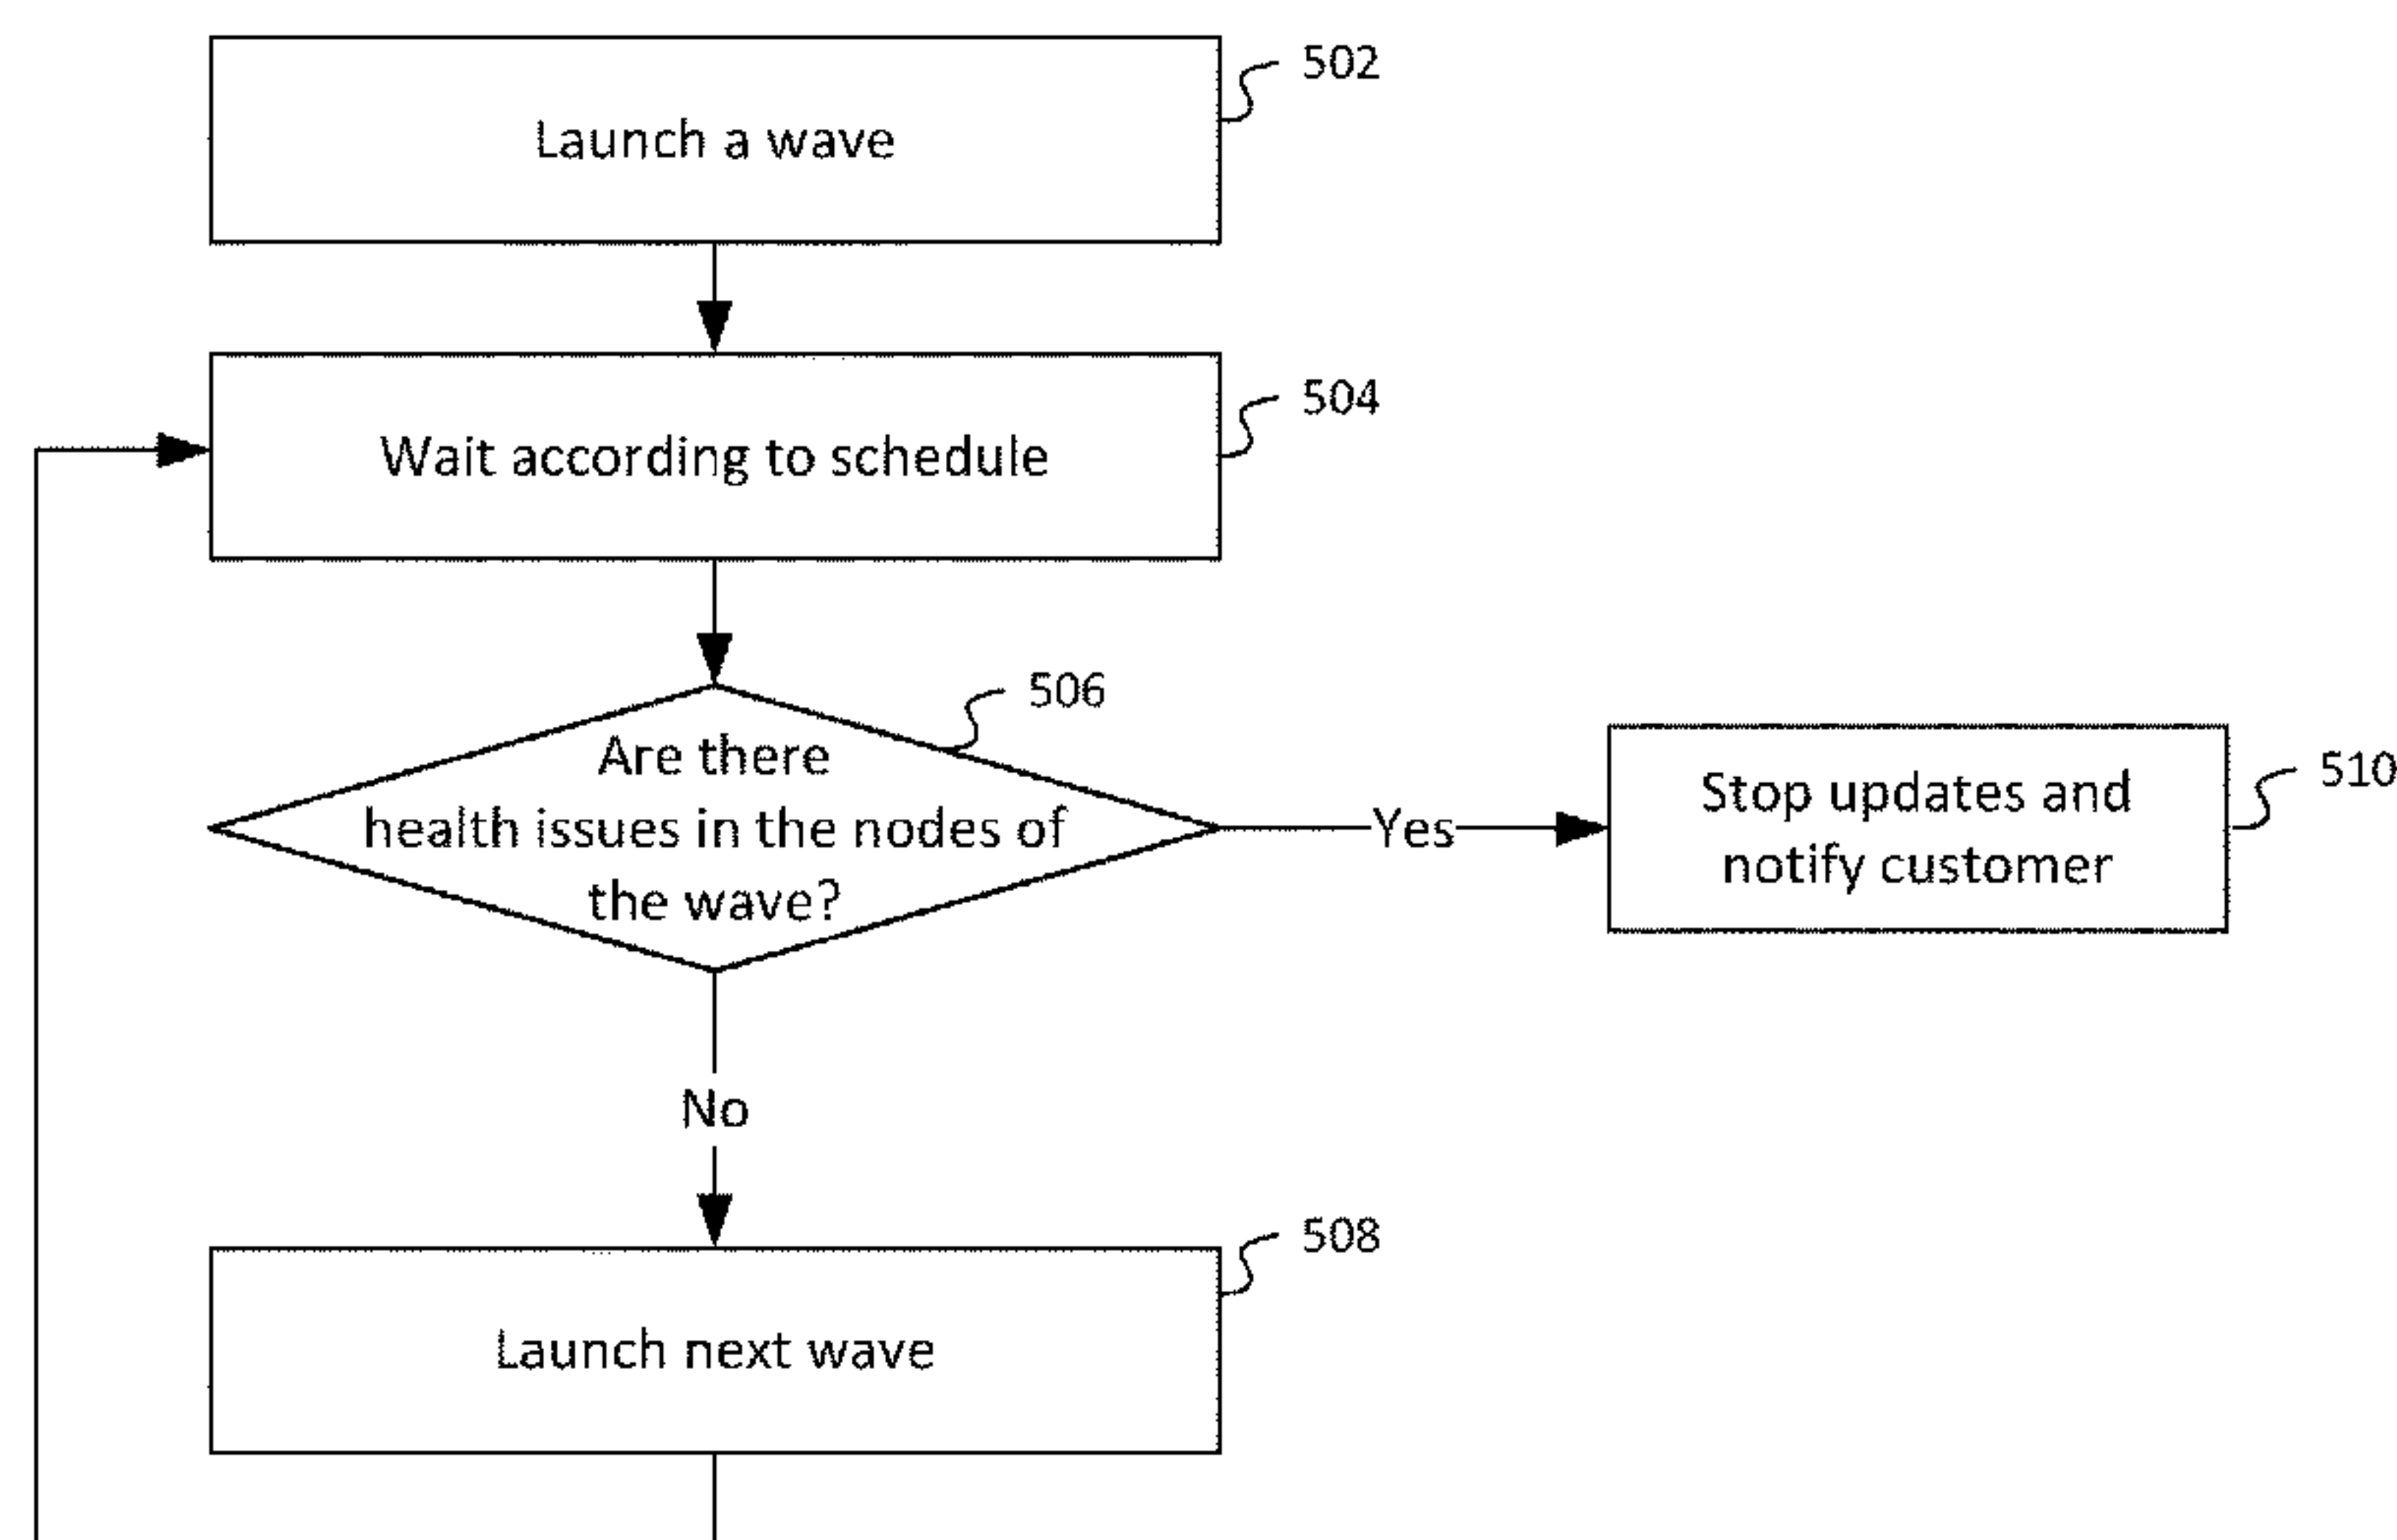 502
Launch a wave
504
Wait according to schedule
506
Are there
health issues in the nodes of
the wave?
Yes
510
Stop updates and
notify customer
No
508
Launch next wave